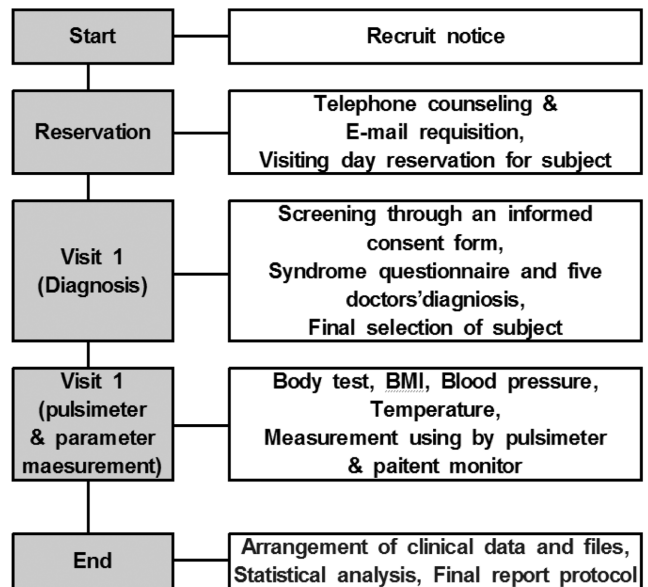 Start
Recruit notice
Reservation
Telephone counseling &
E-mail requisition,
Visiting day reservation for subject
Visit 1
(Diagnosis)
Screening through an informed
consent form,
Syndrome questionnaire and five
doctors'diagniosis,
Final selection of subject
Visit 1
(pulsimeter
& parameter
maesurement)
Body test, BMI, Blood pressure,
Temperature,
Measurement using by pulsimeter
& paitent monitor
End
Arrangement of clinical data and files,
Statistical analysis, Final report protocol